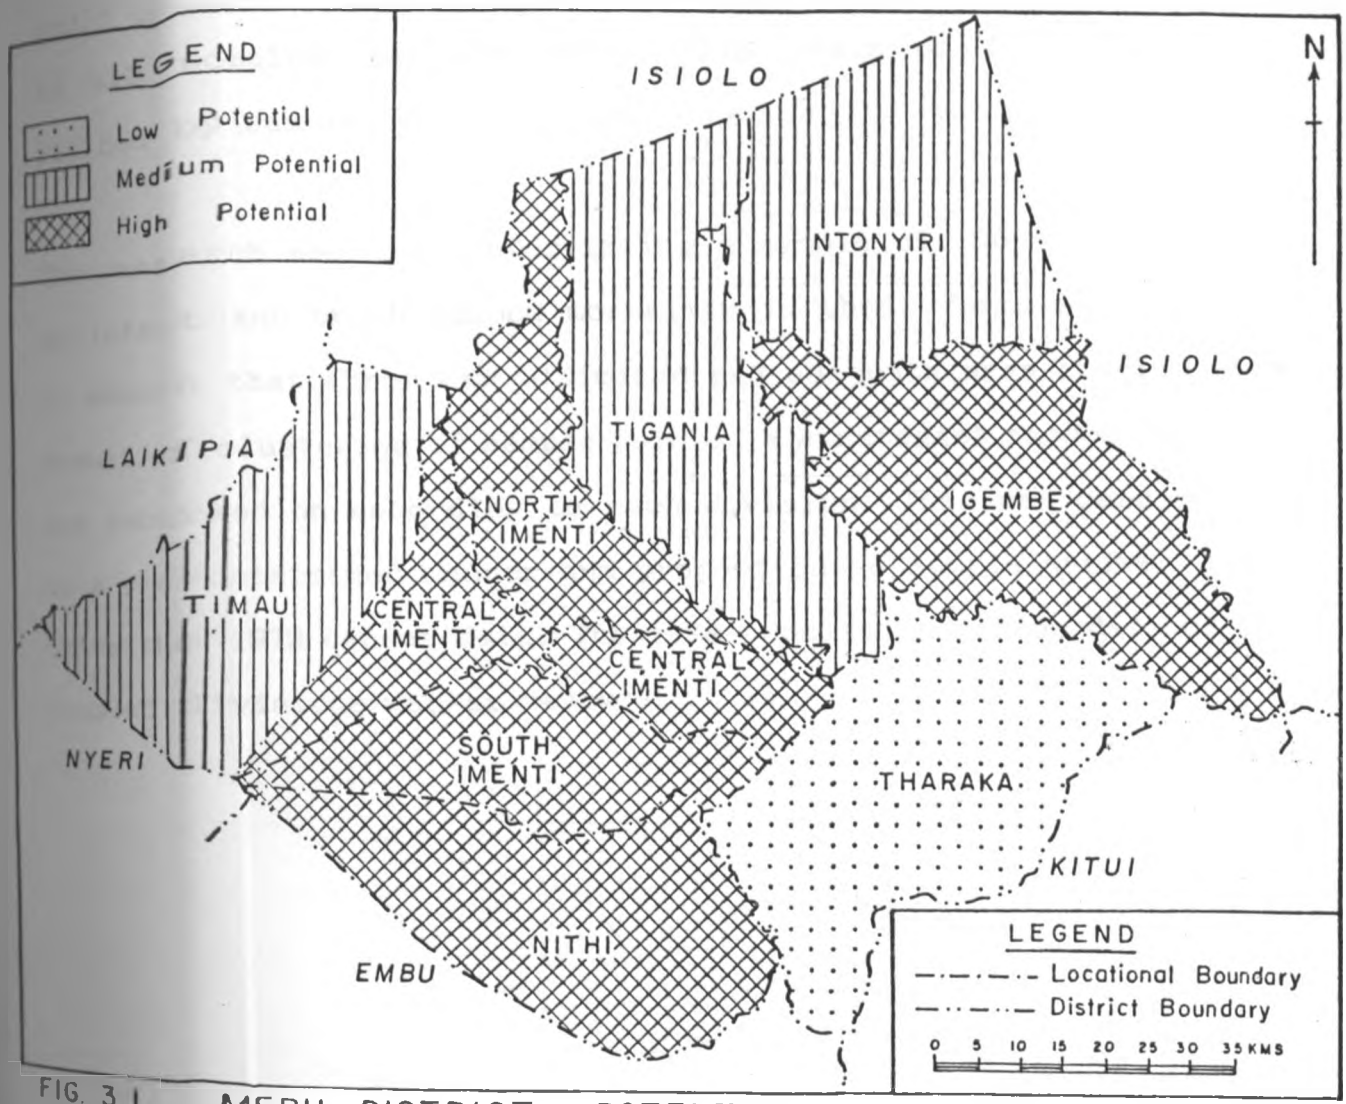 LEGEND
Low Potential
Medium Potential
High Potential
ISIOLO
N
NTONYIRI
ISIOLO
LAIKIPIA
TIGANIA
NORTH
IMENTI
IGEMBE
TIMAU
CENTRAL
IMENTI
CENTRAL
IMENTI
NYERI
SOUTH
IMENTI
THARAKA
KITUI
NITHI
EMBU
LEGEND
Locational Boundary
District Boundary
0 5 10 15 20 25 30 35 KMS
FIG. 3.1 MERU DISTRICT